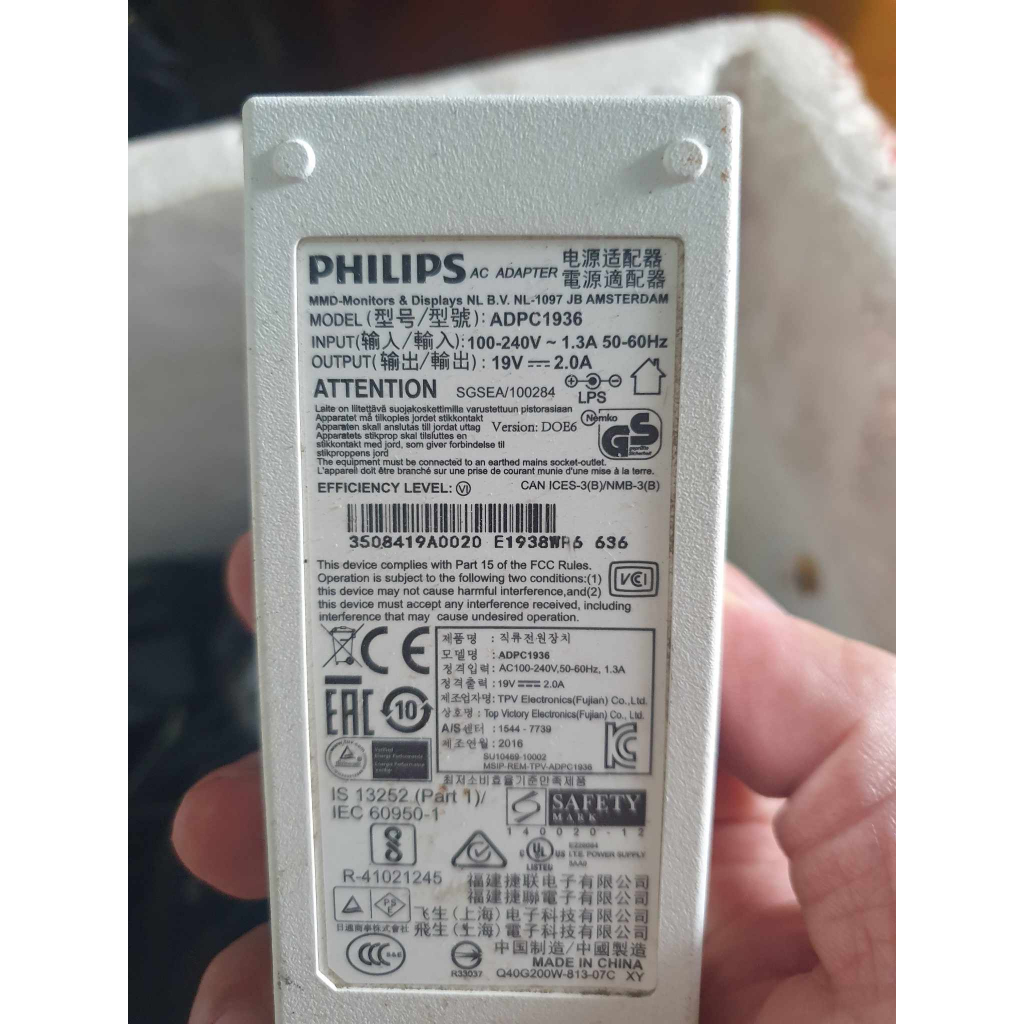 PHILIPS AC ADAPTER 电源适配器
電源適配器
MMD-Monitors & Displays NL B.V. NL-1097 JB AMSTERDAM
MODEL (型号/型號): ADPC1936
INPUT(输入/輸入): 100-240V ~ 1.3A 50-60Hz
OUTPUT(输出/輸出) : 19V 2.0A
LPS
ATTENTION SGSEA/100284
Laite on liitettävä suojakoskettimilla varustettuun pistorasiaan
Apparatet må tilkoples jordet stikkontakt
Apparaten skall anslutas till jordat uttag Version: DOE6
Nemko
GS
Apparatets stikprop skal tilsluttes en
stikkontakt med jord, som giver forbindelse til
stikproppens jord
The equipment must be connected to an earthed mains socket-outlet.
L'appareil doit être branché sur une prise de courant munie d'une mise à la terre.
EFFICIENCY LEVEL: VI CAN ICES-3(B)/NMB-3(B)
3508419A0020 E1938WR6 636
This device complies with Part 15 of the FCC Rules.
Operation is subject to the following two conditions:(1)
this device may not cause harmful interference,and(2)
this device must accept any interference received, including
interference that may cause undesired operation.
VCI
CE
EAC 10
제품명 : 직류전원장치
모델명 : ADPC1936
정격입력 : AC100-240V,50-60Hz, 1.3A
정격출력 : 19V 2.0A
제조업자명: TPV Electronics(Fujian) Co.,Ltd.
상호명 : Top Victory Electronics(Fujian) Co., Ltd.
A/S센터 : 1544 - 7739
제조연월 : 2016
SU10469-10002
MSIP-REM-TPV-ADPC1936
최저소비효율기준만족제품
IS 13252 (Part 1)/
IEC 60950-1
SAFETY
MARK
140020-12
R-41021245
c UL us
LISTED
I.T.E. POWER SUPPLY
福建捷联电子有限公司
福建捷聯電子有限公司
PS
飞生(上海)电子科技有限公司
飛生(上海)電子科技有限公司
CCC
R33037
中国制造/中國製造
MADE IN CHINA
Q40G200W-813-07C XY